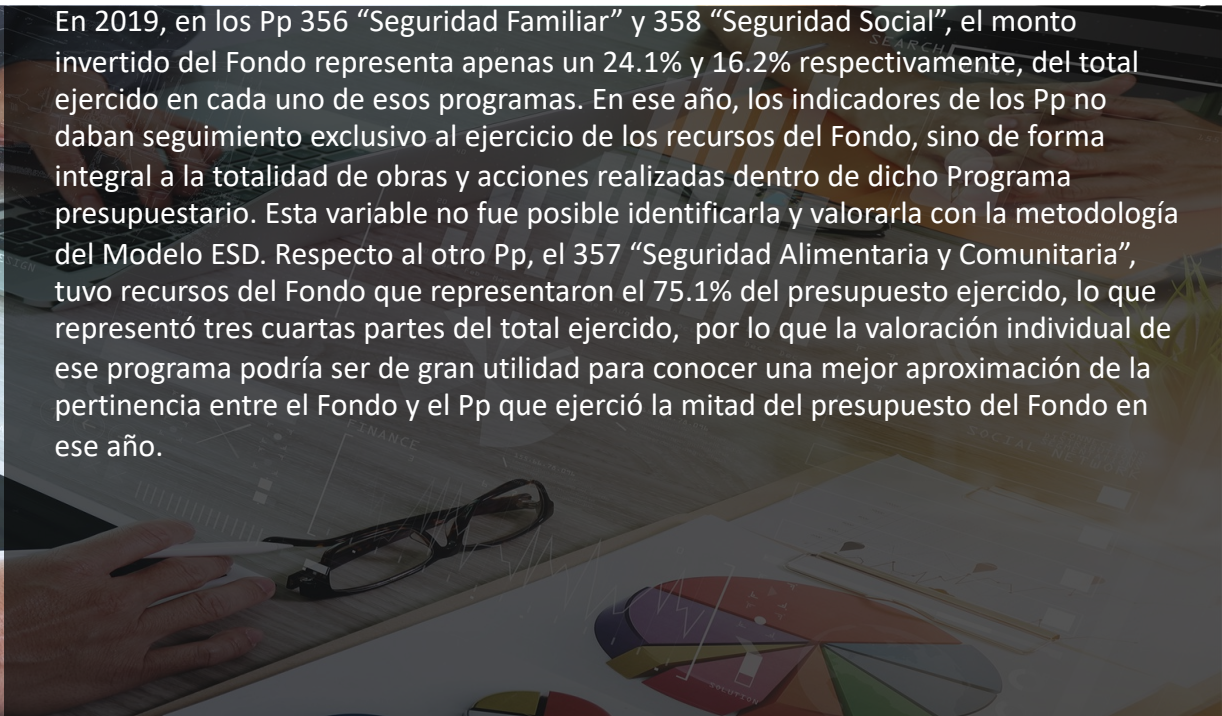 En 2019, en los Pp 356 “Seguridad Familiar” y 358 “Seguridad Social”, el monto
invertido del Fondo representa apenas un 24.1% y 16.2% respectivamente, del total
ejercido en cada uno de esos programas. En ese año, los indicadores de los Pp no
daban seguimiento exclusivo al ejercicio de los recursos del Fondo, sino de forma
integral a la totalidad de obras y acciones realizadas dentro de dicho Programa
presupuestario. Esta variable no fue posible identificarla y valorarla con la metodología
del Modelo ESD. Respecto al otro Pp, el 357 “Seguridad Alimentaria y Comunitaria”,
tuvo recursos del Fondo que representaron el 75.1% del presupuesto ejercido, lo que
representó tres cuartas partes del total ejercido,  por lo que la valoración individual de
ese programa podría ser de gran utilidad para conocer una mejor aproximación de la
pertinencia entre el Fondo y el Pp que ejerció la mitad del presupuesto del Fondo en
ese año.
SEARCH
FINANCE
SOCIAL
NETWORK
SOLUTION